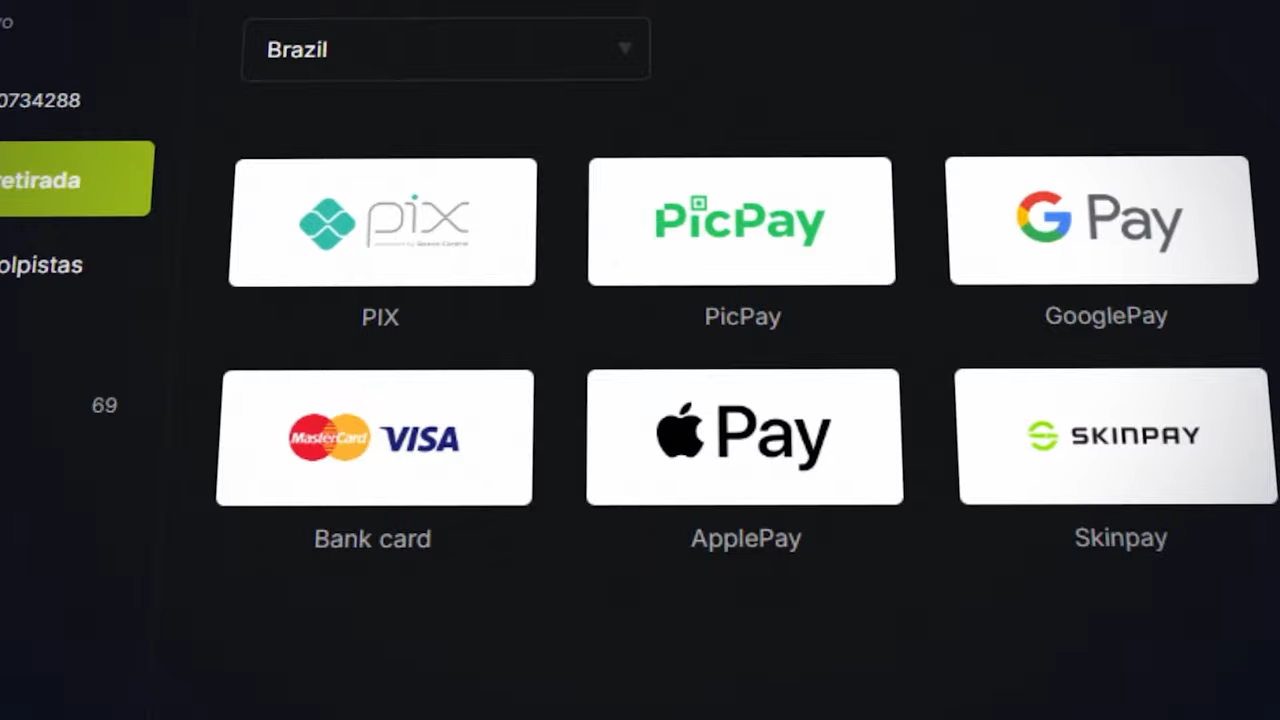 Brazil
0734288
etirada
olpistas
69
pix
PicPay
G Pay
PIX
PicPay
GooglePay
MasterCard VISA
Pay
SKINPAY
Bank card
ApplePay
Skinpay